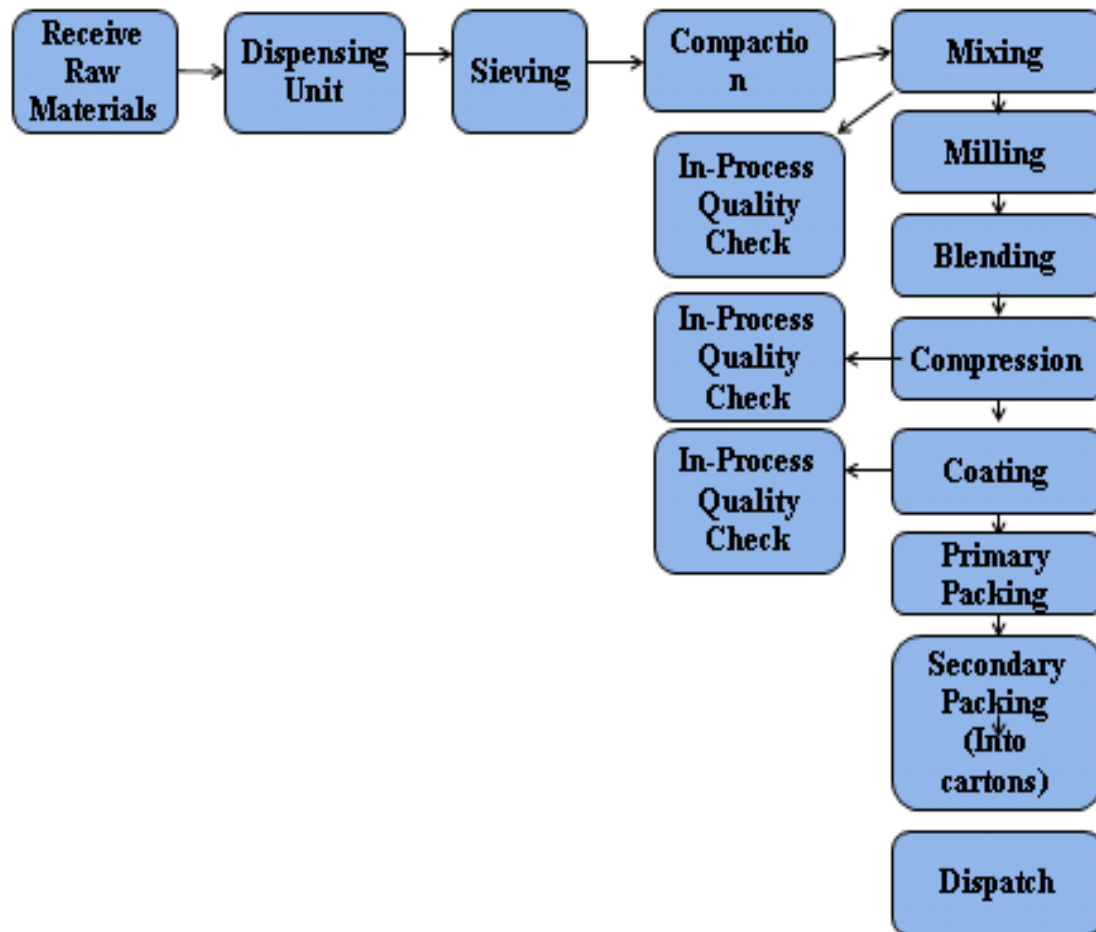 Receive
Raw
Materials
Dispensing
Unit
Sieving
Compactio
n
Mixing
In-Process
Quality
Check
Milling
Blending
In-Process
Quality
Check
Compression
In-Process
Quality
Check
Coating
Primary
Packing
Secondary
Packing
(Into
cartons)
Dispatch